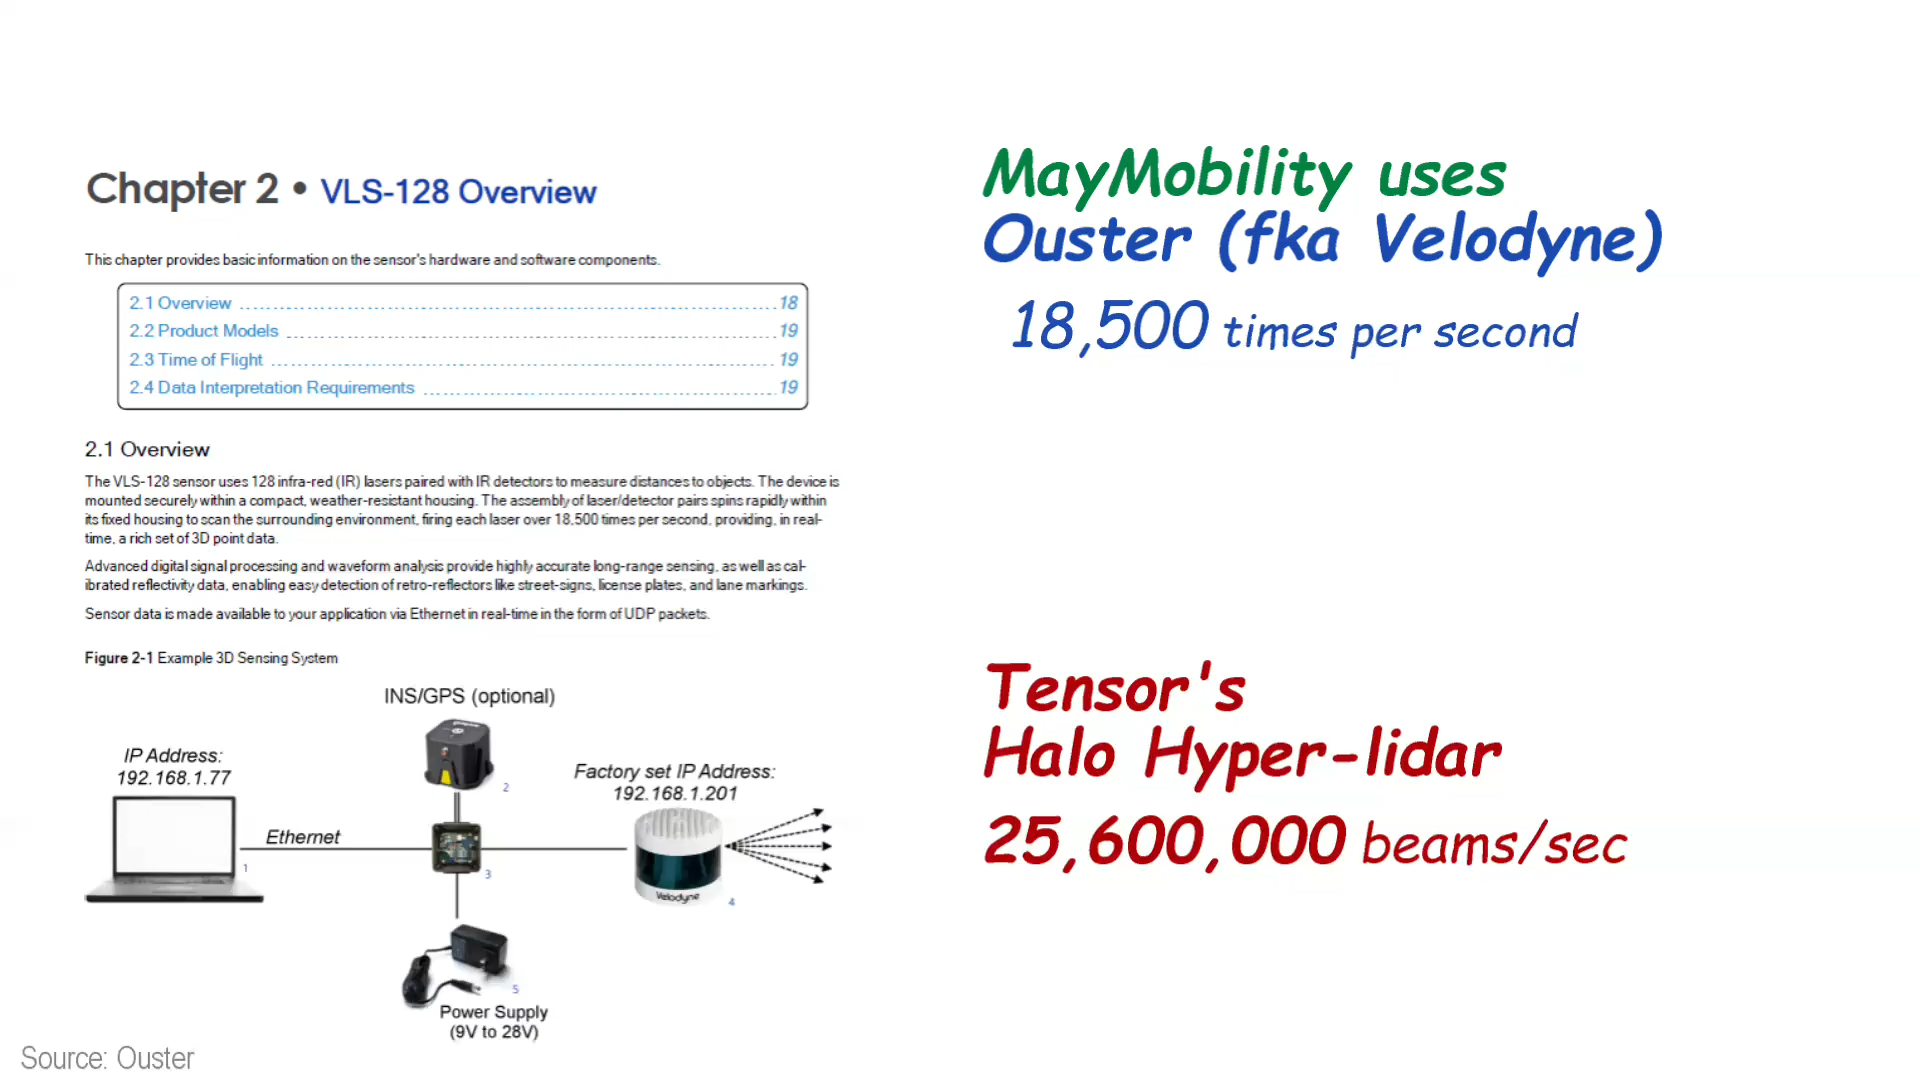 Chapter 2 • VLS-128 Overview
This chapter provides basic information on the sensor's hardware and software components.
2.1 Overview 18
2.2 Product Models 19
2.3 Time of Flight 19
2.4 Data Interpretation Requirements 19
2.1 Overview
The VLS-128 sensor uses 128 infra-red (IR) lasers paired with IR detectors to measure distances to objects. The device is
mounted securely within a compact, weather-resistant housing. The assembly of laser/detector pairs spins rapidly within
its fixed housing to scan the surrounding environment, firing each laser over 18,500 times per second, providing, in real-
time, a rich set of 3D point data.
Advanced digital signal processing and waveform analysis provide highly accurate long-range sensing, as well as cal-
ibrated reflectivity data, enabling easy detection of retro-reflectors like street-signs, license plates, and lane markings.
Sensor data is made available to your application via Ethernet in real-time in the form of UDP packets.
Figure 2-1 Example 3D Sensing System
INS/GPS (optional)
2
IP Address:
192.168.1.77
1
Ethernet
3
Factory set IP Address:
192.168.1.201
Velodyne
4
5
Power Supply
(9V to 28V)
Source: Ouster
MayMobility uses
Ouster (fka Velodyne)
18,500 times per second
Tensor's
Halo Hyper-lidar
25,600,000 beams/sec